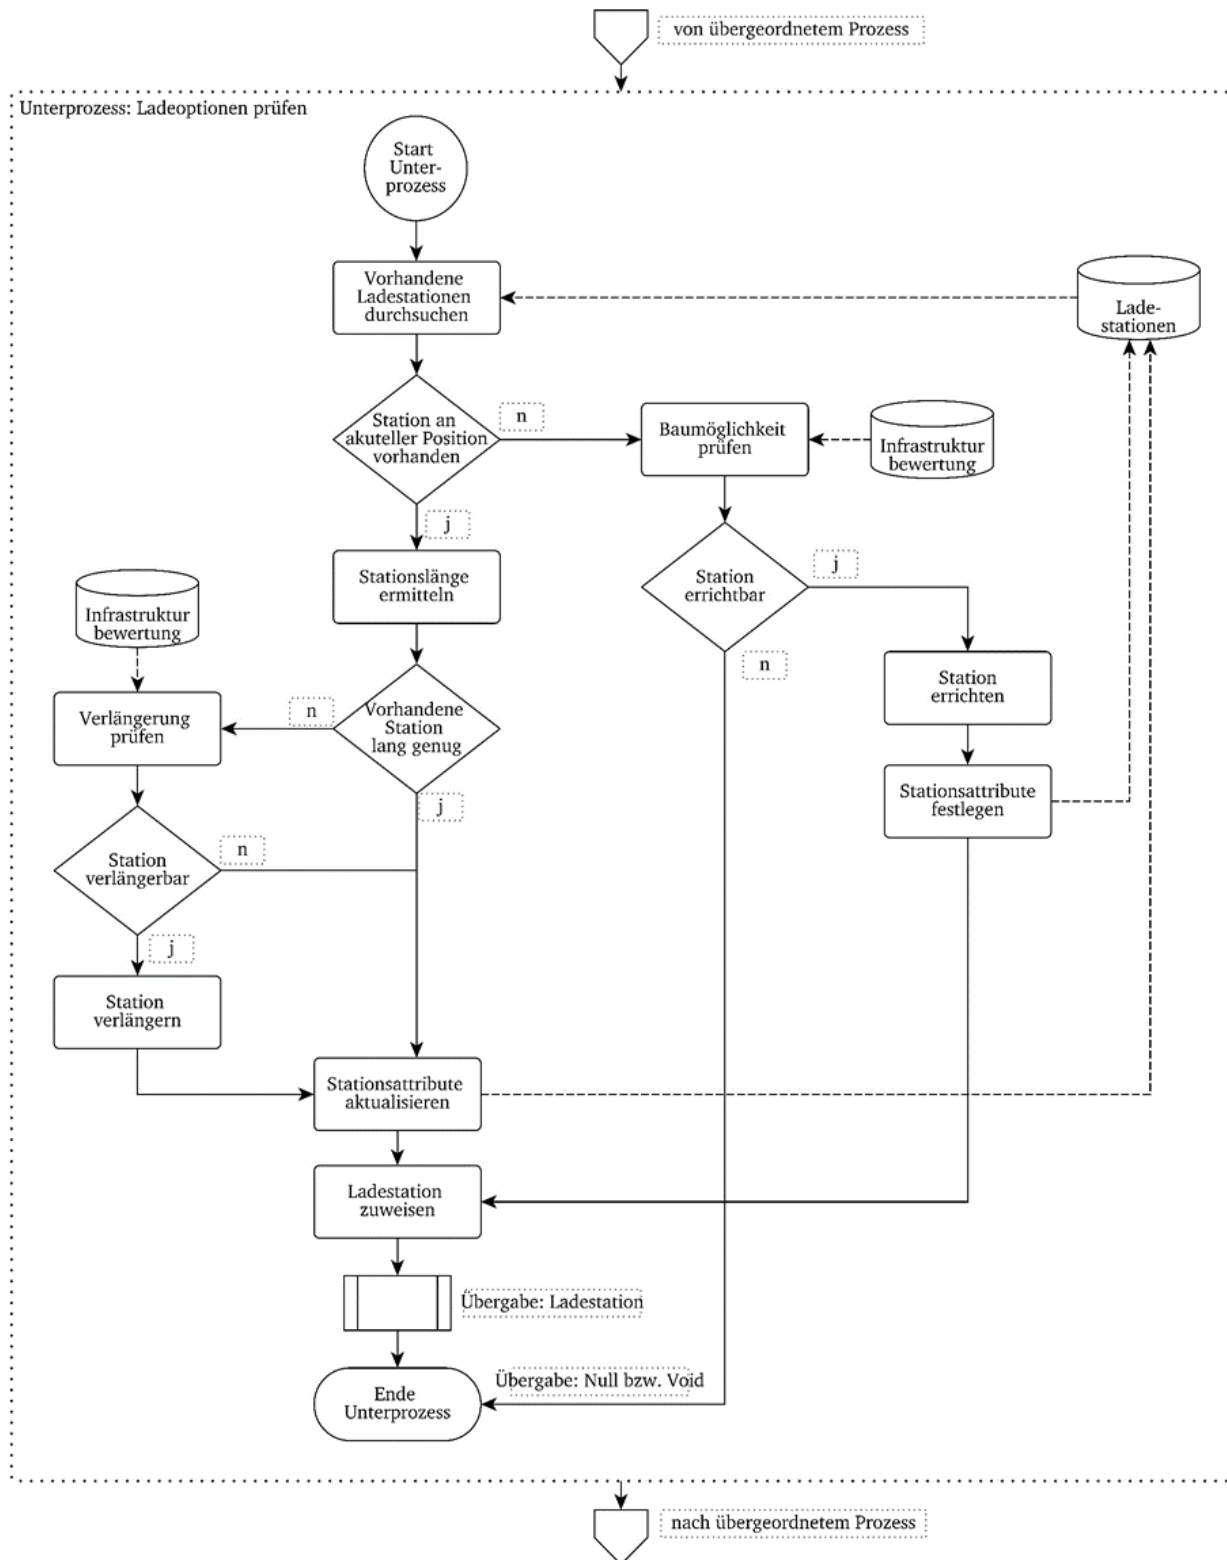 von übergeordnetem Prozess
Unterprozess: Ladeoptionen prüfen
Start
Unter-
prozess
Vorhandene
Ladestationen
durchsuchen
Lade-
stationen
Station an
akuteller Position
vorhanden
n
Baumöglichkeit
prüfen
Infrastruktur
bewertung
j
Stationslänge
ermitteln
Station
errichtbar
j
n
Infrastruktur
bewertung
Station
errichten
Verlängerung
prüfen
n
Vorhandene
Station
lang genug
j
Stationsattribute
festlegen
Station
verlängerbar
n
j
Station
verlängern
Stationsattribute
aktualisieren
Ladestation
zuweisen
Übergabe: Ladestation
Übergabe: Null bzw. Void
Ende
Unterprozess
nach übergeordnetem Prozess